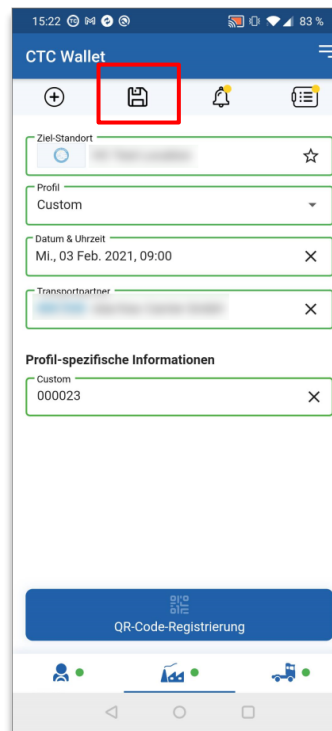 15:22 83 %
CTC Wallet
Ziel-Standort
Profil
Custom
Datum & Uhrzeit
Mi., 03 Feb. 2021, 09:00
Transportpartner
Profil-spezifische Informationen
Custom
000023
QR-Code-Registrierung